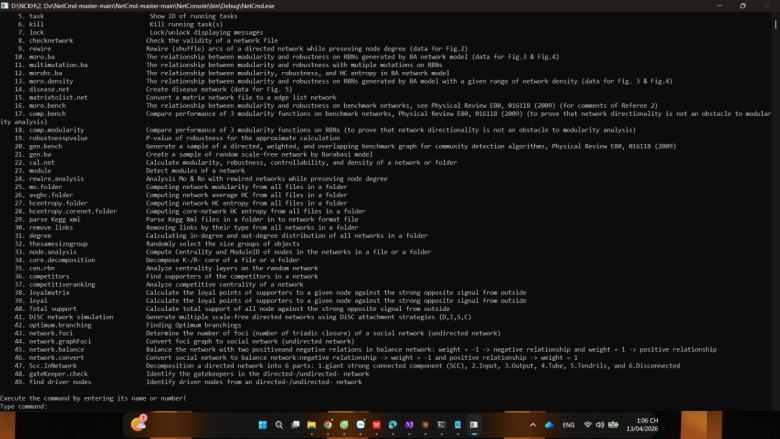 D:\NCKH\2. Do\NetCmd-master-main\NetCmd-master-main\NetConsole\bin\Debug\NetCmd.exe
5. task Show ID of running tasks
6. kill Kill running task(s)
7. lock Lock/unlock displaying messages
8. checknetwork Check the validity of a network file
9. rewire Rewire (shuffle) arcs of a directed network while preseving node degree (data for Fig.2)
10. moro.ba The relationship between modularity and robustness on RBNs generated by BA network model (data for Fig.3 & Fig.4)
11. multimutation.ba The relationship between modularity and robustness with mutiple mutations on RBNs
12. morohc.ba The relationship between modularity, robustness, and HC entropy in BA network model
13. moro.density The relationship between modularity and robustness on RBNs generated by BA model with a given range of network density (data for Fig. 3 & Fig.4)
14. disease.net Create disease network (data for Fig. 5)
15. matrixtolist.net Convert a matrix network file to a edge list network
16. moro.bench The relationship between modularity and robustness on benchmark networks, see Physical Review E80, 016118 (2009) (for comments of Referee 2)
17. comp.bench Compare performance of 3 modularity functions on benchmark networks, Physical Review E80, 016118 (2009) (to prove that network directionality is not an obstacle to modular
ity analysis)
18. comp.modularity Compare performance of 3 modularity functions on RBNs (to prove that network directionality is not an obstacle to modularity analysis)
19. robustnesspvalue P-value of robustness for the approximate calculation
20. gen.bench Generate a sample of a directed, weighted, and overlapping benchmark graph for community detection algorithms, Physical Review E80, 016118 (2009)
21. gen.ba Create a sample of random scale-free network by Barabasi model
22. cal.net Calculate modularity, robustness, controllability, and density of a network or folder
23. module Detect modules of a network
24. rewire.analysis Analysis Mo & Ro with rewired networks while preseving node degree
25. mo.folder Computing network modularity from all files in a folder
26. avghc.folder Computing network average HC from all files in a folder
27. hcentropy.folder Computing network HC entropy from all files in a folder
28. hcentropy.corenet.folder Computing core-network HC entropy from all files in a folder
29. parse Kegg xml Parse Kegg Xml files in a folder in to network format file
30. remove links Removing links by their type from all networks in a folder
31. degree Calculating in-degree and out-degree distribution of all networks in a folder
32. thesamesizegroup Randomly select the size groups of objects
33. node.analysis Compute Centrality and ModuleID of nodes in the networks in a file or a folder
34. core.decomposition Decompose K-/R- core of a file or a folder
35. cen.rbn Analyze centrality layers on the random network
36. competitors Find supporters of the competitors in a network
37. competitiveranking Analyze competitive centrality of a network
38. loyalmatrix Calculate the loyal points of supporters to a given node against the strong opposite signal from outside
39. loyal Calculate the loyal points of supporters to a given node against the strong opposite signal from outside
40. Total support Calculate total support of all node against the strong opposite signal from outside
41. DiSC network simulation Generate multiple scale-free directed networks using DiSC attachment strategies (D,I,S,C)
42. optimum.branching Finding Optimum branchings
43. network.foci Determine the number of foci (number of triadic closure) of a social network (undirected network)
44. network.graphFoci Convert foci graph to social network (undirected network)
45. network.balance Balance the network with two positiveand negative relations in balance network: weight = -1 -> negative relationship and weight = 1 -> positive relationship
46. network.convert Convert social network to balance network:negative relationship -> weight = -1 and positive relationship -> weight = 1
47. Scc.InNetwork Decomposition a directed network into 6 parts: 1.giant strong connected component (SCC), 2.Input, 3.Output, 4.Tube, 5.Tendrils, and 6.Disconnected
48. gateKeeper.check Identify the gatekeepers in the directed-/undirected- network
49. find driver nodes Identify driver nodes from an directed-/undirected- network
Execute the command by entering its name or number!
Type command:
1
ENG
1:06 CH
13/04/2026